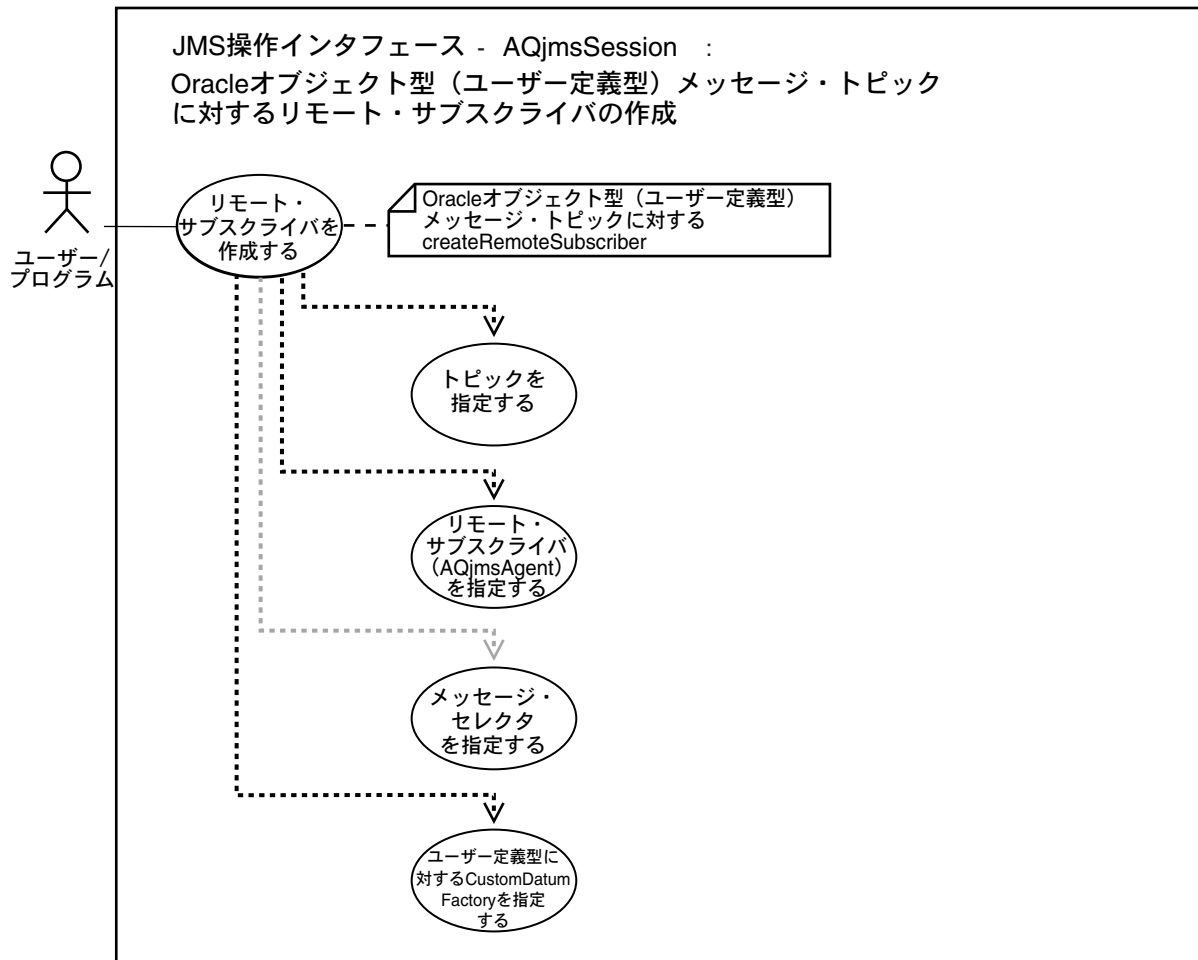 JMS操作インタフェース - AQjmsSession :
Oracleオブジェクト型（ユーザー定義型）メッセージ・トピック
に対するリモート・サブスクライバの作成
ユーザー/
プログラム
リモート・
サブスクライバを
作成する
Oracleオブジェクト型（ユーザー定義型）
メッセージ・トピックに対する
createRemoteSubscriber
トピックを
指定する
リモート・
サブスクライバ
（AQjmsAgent）
を指定する
メッセージ・
セレクタ
を指定する
ユーザー定義型に
対するCustomDatum
Factoryを指定
する